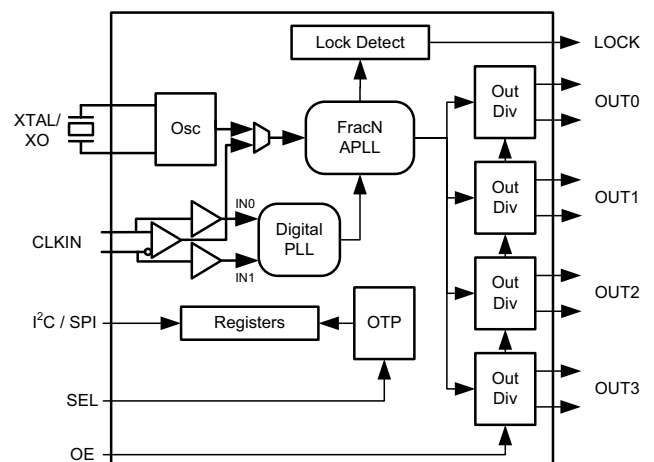 Lock Detect
LOCK
XTAL/
XO
Osc
FracN
APLL
Out
Div
OUT0
CLKIN
IN0
IN1
Digital
PLL
Out
Div
OUT1
Out
Div
OUT2
I²C / SPI
Registers
OTP
Out
Div
OUT3
SEL
OE